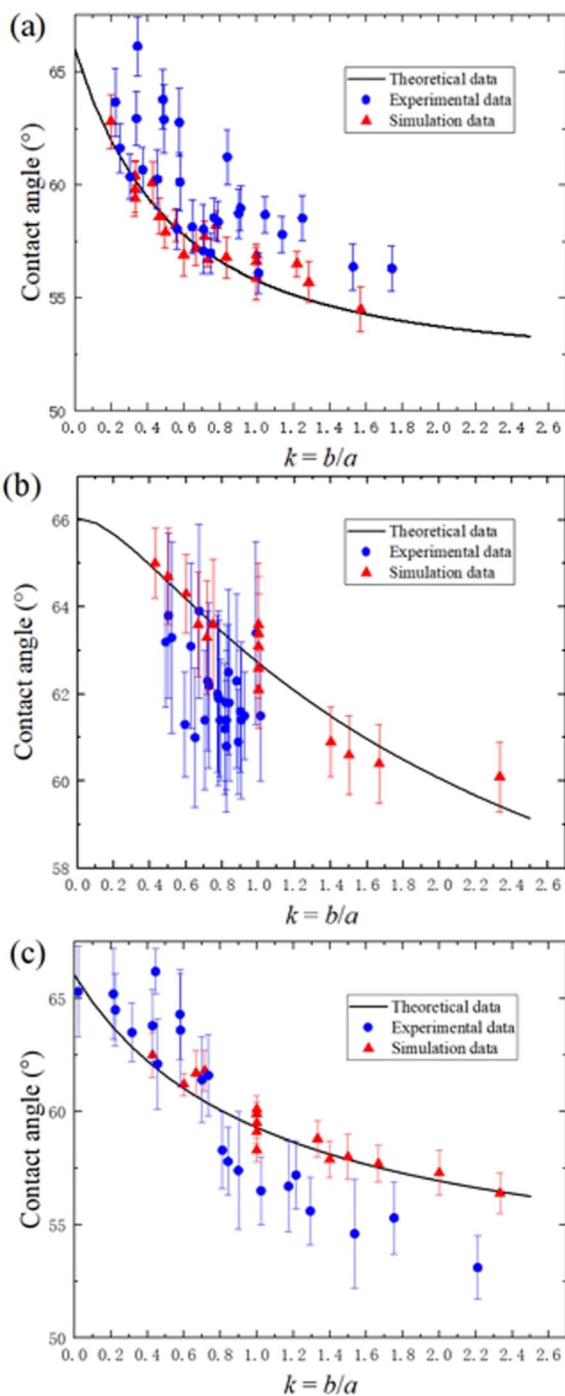 (a)
65
60
55
50
Contact angle (°)
Theoretical data
Experimental data
Simulation data
0.0 0.2 0.4 0.6 0.8 1.0 1.2 1.4 1.6 1.8 2.0 2.2 2.4 2.6
k = b/a
(b)
66
64
62
60
58
Contact angle (°)
Theoretical data
Experimental data
Simulation data
0.0 0.2 0.4 0.6 0.8 1.0 1.2 1.4 1.6 1.8 2.0 2.2 2.4 2.6
k = b/a
(c)
65
60
55
50
Contact angle (°)
Theoretical data
Experimental data
Simulation data
0.0 0.2 0.4 0.6 0.8 1.0 1.2 1.4 1.6 1.8 2.0 2.2 2.4 2.6
k = b/a